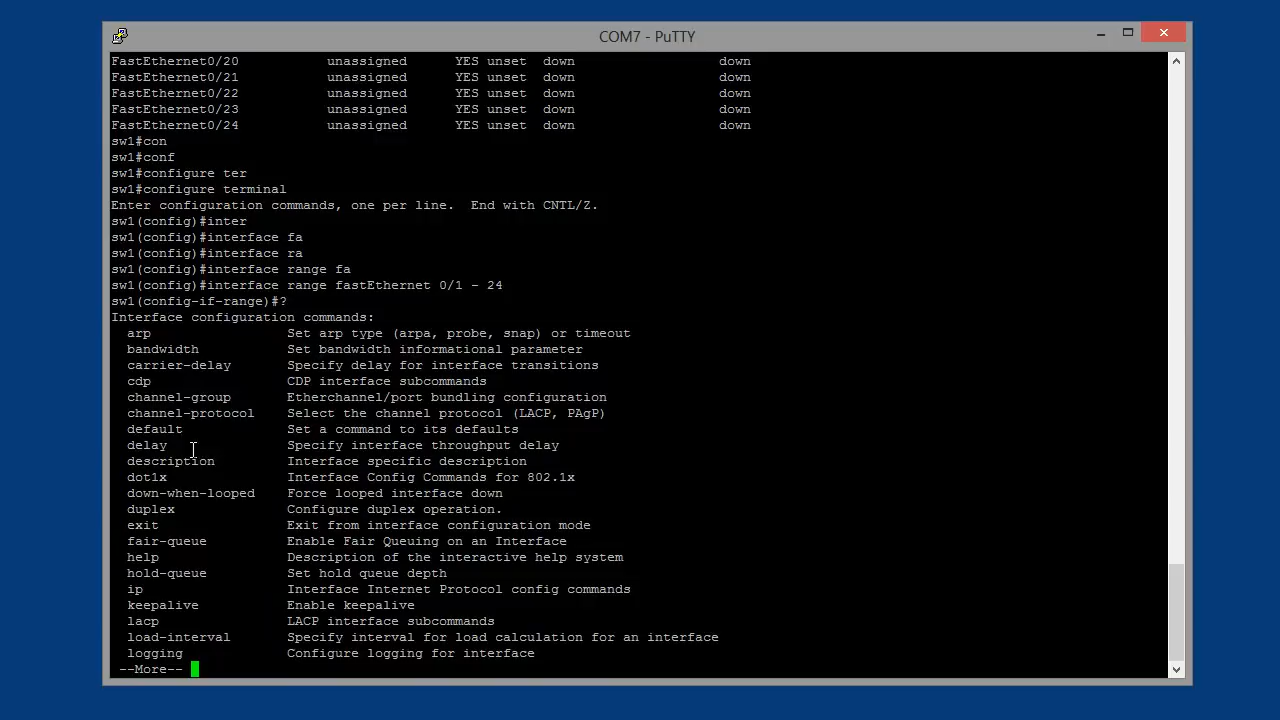 COM7 - PuTTY
FastEthernet0/20 unassigned YES unset down down
FastEthernet0/21 unassigned YES unset down down
FastEthernet0/22 unassigned YES unset down down
FastEthernet0/23 unassigned YES unset down down
FastEthernet0/24 unassigned YES unset down down
sw1#con
sw1#conf
sw1#configure ter
sw1#configure terminal
Enter configuration commands, one per line.  End with CNTL/Z.
sw1(config)#inter
sw1(config)#interface fa
sw1(config)#interface ra
sw1(config)#interface range fa
sw1(config)#interface range fastEthernet 0/1 - 24
sw1(config-if-range)#?
Interface configuration commands:
arp Set arp type (arpa, probe, snap) or timeout
bandwidth Set bandwidth informational parameter
carrier-delay Specify delay for interface transitions
cdp CDP interface subcommands
channel-group Etherchannel/port bundling configuration
channel-protocol Select the channel protocol (LACP, PAgP)
default Set a command to its defaults
delay Specify interface throughput delay
description Interface specific description
dot1x Interface Config Commands for 802.1x
down-when-looped Force looped interface down
duplex Configure duplex operation.
exit Exit from interface configuration mode
fair-queue Enable Fair Queuing on an Interface
help Description of the interactive help system
hold-queue Set hold queue depth
ip Interface Internet Protocol config commands
keepalive Enable keepalive
lacp LACP interface subcommands
load-interval Specify interval for load calculation for an interface
logging Configure logging for interface
--More--